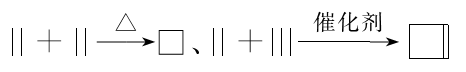 || + || △→ □、|| + ||| 催化剂→ □